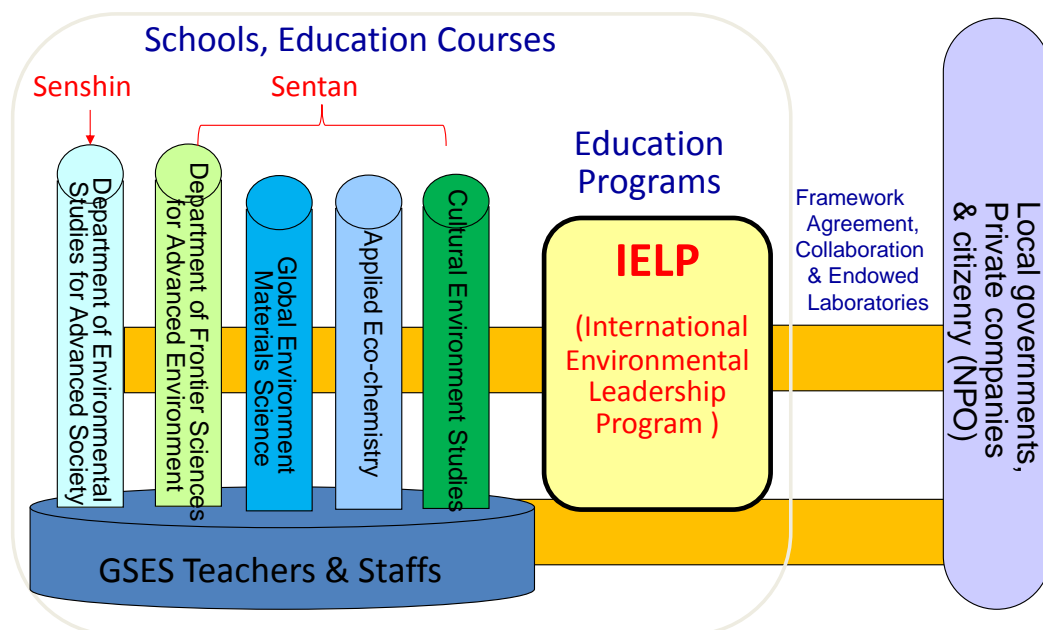 Schools, Education Courses
Senshin
Sentan
Department of Environmental
Studies for Advanced Society
Department of Frontier Sciences
for Advanced Environment
Global Environment
Materials Science
Applied Eco-chemistry
Cultural Environment Studies
GSES Teachers & Staffs
Education
Programs
IELP
(International
Environmental
Leadership
Program )
Framework
Agreement,
Collaboration
& Endowed
Laboratories
Local governments,
Private companies
& citizenry (NPO)